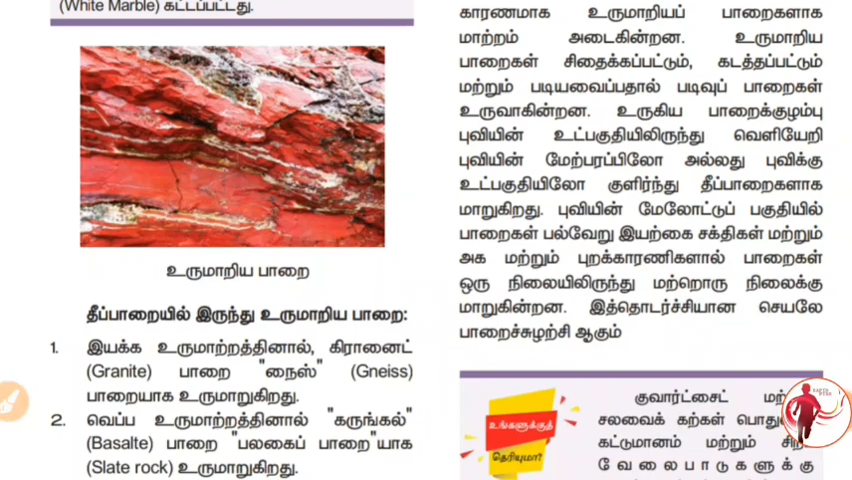 (White Marble) கட்டப்பட்டது.
உருமாறிய பாறை
தீப்பாறையில் இருந்து உருமாறிய பாறை:
1. இயக்க உருமாற்றத்தினால், கிரானைட்
(Granite) பாறை "நைஸ்" (Gneiss)
பாறையாக உருமாறுகிறது.
2. வெப்ப உருமாற்றத்தினால் "கருங்கல்"
(Basalte) பாறை "பலகைப் பாறை"யாக
(Slate rock) உருமாறுகிறது.
காரணமாக உருமாறியப் பாறைகளாக
மாற்றம் அடைகின்றன. உருமாறிய
பாறைகள் சிதைக்கப்பட்டும், கடத்தப்பட்டும்
மற்றும் படியவைப்பதால் படிவுப் பாறைகள்
உருவாகின்றன. உருகிய பாறைக்குழம்பு
புவியின் உட்பகுதியிலிருந்து வெளியேறி
புவியின் மேற்பரப்பிலோ அல்லது புவிக்கு
உட்பகுதியிலோ குளிர்ந்து தீப்பாறைகளாக
மாறுகிறது. புவியின் மேலோட்டுப் பகுதியில்
பாறைகள் பல்வேறு இயற்கை சக்திகள் மற்றும்
அக மற்றும் புறக்காரணிகளால் பாறைகள்
ஒரு நிலையிலிருந்து மற்றொரு நிலைக்கு
மாறுகின்றன. இத்தொடர்ச்சியான செயலே
பாறைச்சுழற்சி ஆகும்
உங்களுக்குத்
தெரியுமா?
குவார்ட்சைட்
சலவைக் கற்கள்
கட்டுமானம் மற்றும்
வேலைபாடுகளுக்கு